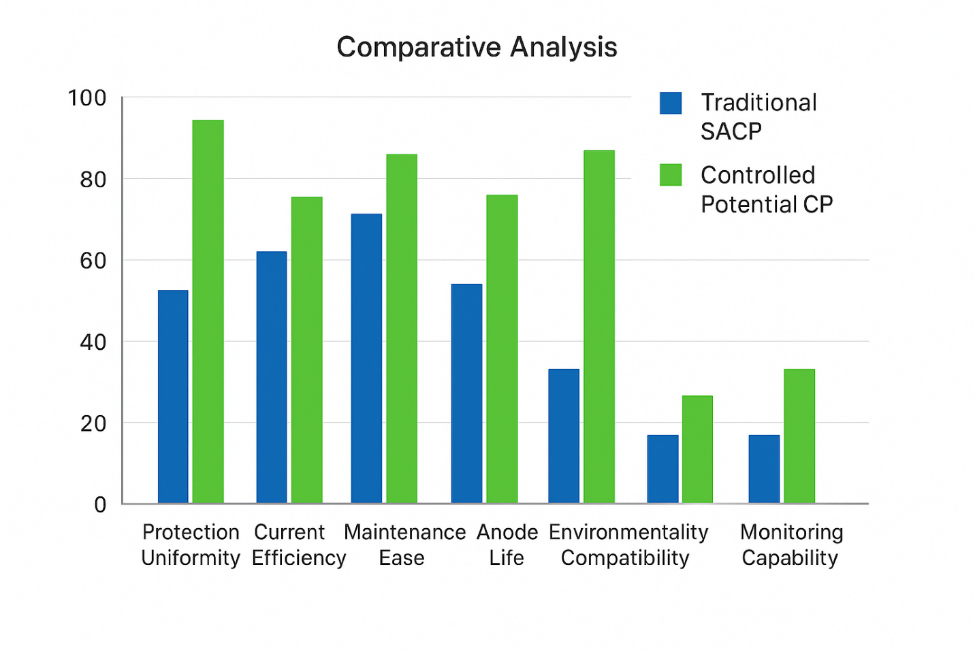 Comparative Analysis
100
80
60
40
20
0
Traditional
SACP
Controlled
Potential CP
Protection
Uniformity
Current
Efficiency
Maintenance
Ease
Anode
Life
Environmentality
Compatibility
Monitoring
Capability